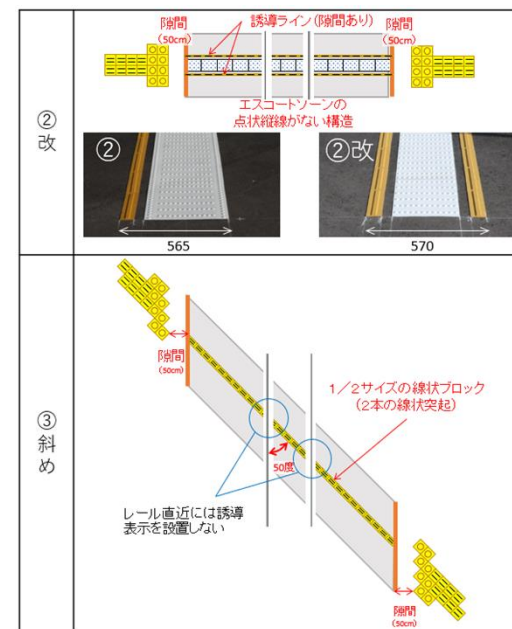 ②
改
隙間
(50cm)
誘導ライン(隙間あり)
隙間
(50cm)
エスコートゾーンの
点状縦線がない構造
②
②改
565
570
③
斜め
隙間
(50cm)
1/2サイズの線状ブロック
(2本の線状突起)
50度
レール直近には誘導
表示を設置しない
隙間
(50cm)